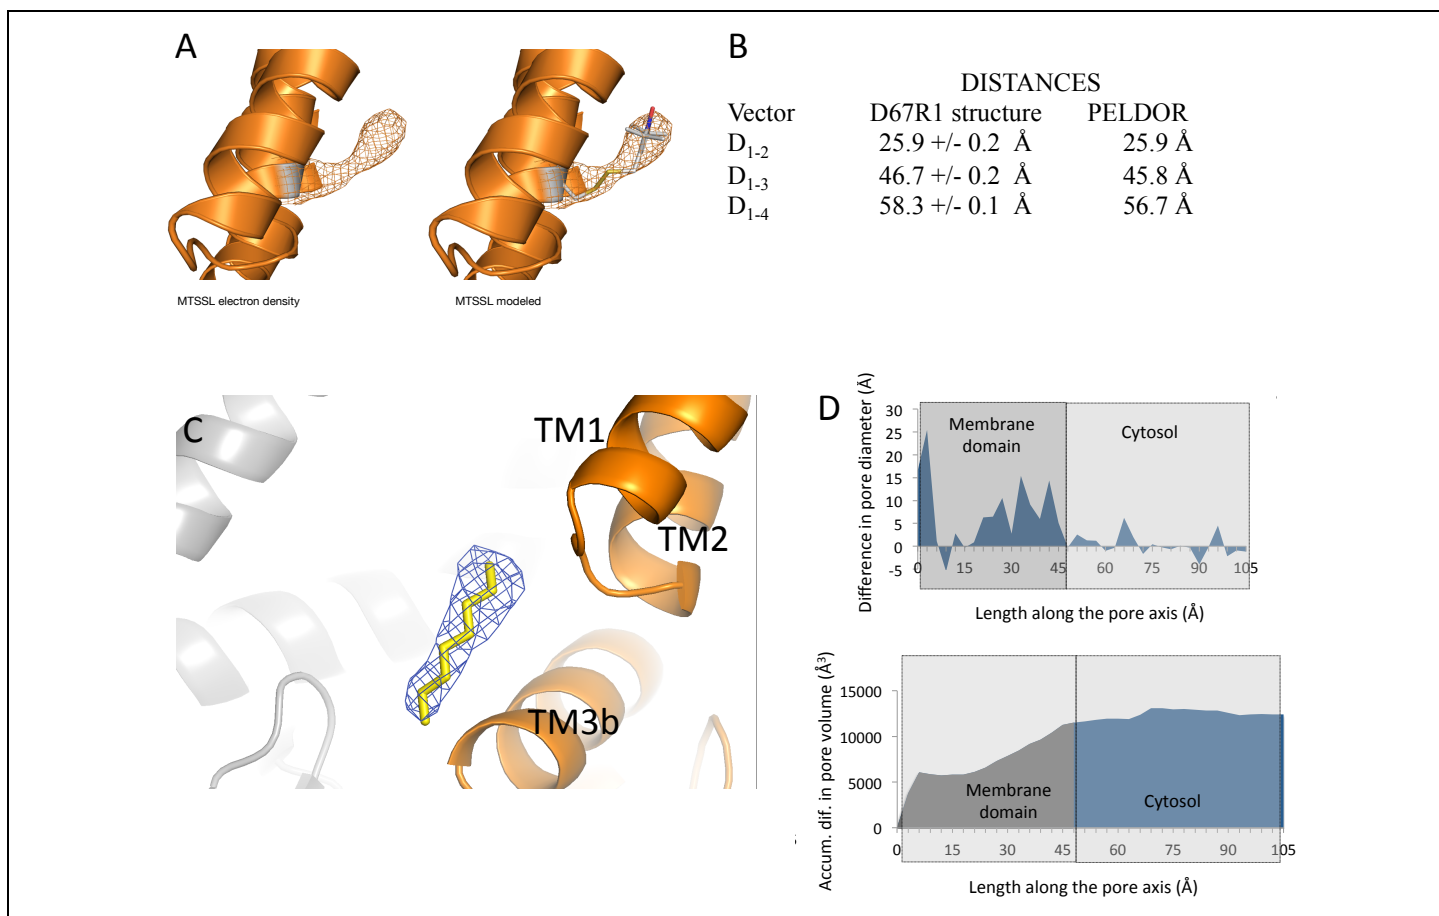 A
MTSSL electron density
MTSSL modeled
B
DISTANCES
Vector D67R1 structure PELDOR
D1-2 25.9 +/- 0.2 Å 25.9 Å
D1-3 46.7 +/- 0.2 Å 45.8 Å
D1-4 58.3 +/- 0.1 Å 56.7 Å
C
TM1
TM2
TM3b
D
Difference in pore diameter (Å)
30
25
20
15
10
5
0
-5
Membrane
domain
Cytosol
0 15 30 45 60 75 90 105
Length along the pore axis (Å)
Accum. dif. in pore volume (Å³)
15000
10000
5000
0
Membrane
domain
Cytosol
0 15 30 45 60 75 90 105
Length along the pore axis (Å)